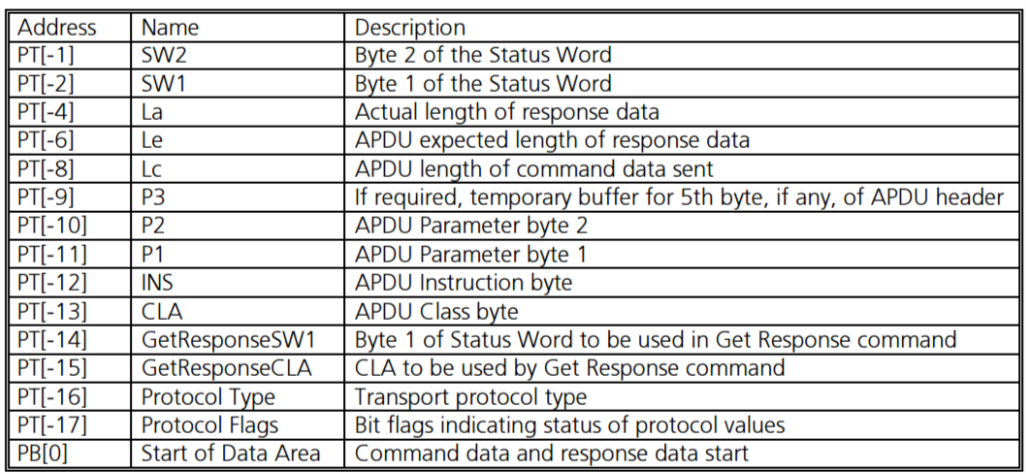 Address Name Description
PT[-1] SW2 Byte 2 of the Status Word
PT[-2] SW1 Byte 1 of the Status Word
PT[-4] La Actual length of response data
PT[-6] Le APDU expected length of response data
PT[-8] Lc APDU length of command data sent
PT[-9] P3 If required, temporary buffer for 5th byte, if any, of APDU header
PT[-10] P2 APDU Parameter byte 2
PT[-11] P1 APDU Parameter byte 1
PT[-12] INS APDU Instruction byte
PT[-13] CLA APDU Class byte
PT[-14] GetResponseSW1 Byte 1 of Status Word to be used in Get Response command
PT[-15] GetResponseCLA CLA to be used by Get Response command
PT[-16] Protocol Type Transport protocol type
PT[-17] Protocol Flags Bit flags indicating status of protocol values
PB[0] Start of Data Area Command data and response data start